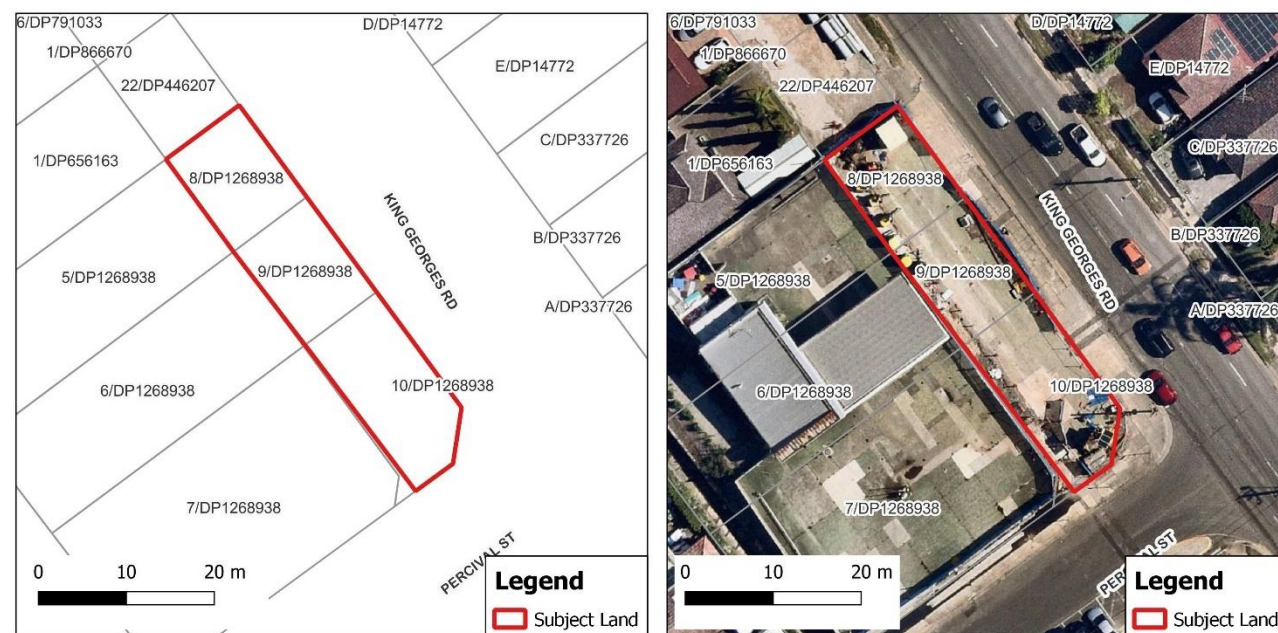 6/DP791033
D/DP14772
1/DP866670
E/DP14772
22/DP446207
C/DP337726
1/DP656163
8/DP1268938
KING GEORGES RD
B/DP337726
9/DP1268938
5/DP1268938
A/DP337726
10/DP1268938
6/DP1268938
7/DP1268938
PERCIVAL ST
0 10 20 m
Legend
Subject Land
6/DP791033
D/DP14772
1/DP866670
E/DP14772
22/DP446207
C/DP337726
1/DP656163
8/DP1268938
KING GEORGES RD
B/DP337726
9/DP1268938
5/DP1268938
A/DP337726
10/DP1268938
6/DP1268938
7/DP1268938
PERCIVAL ST
0 10 20 m
Legend
Subject Land